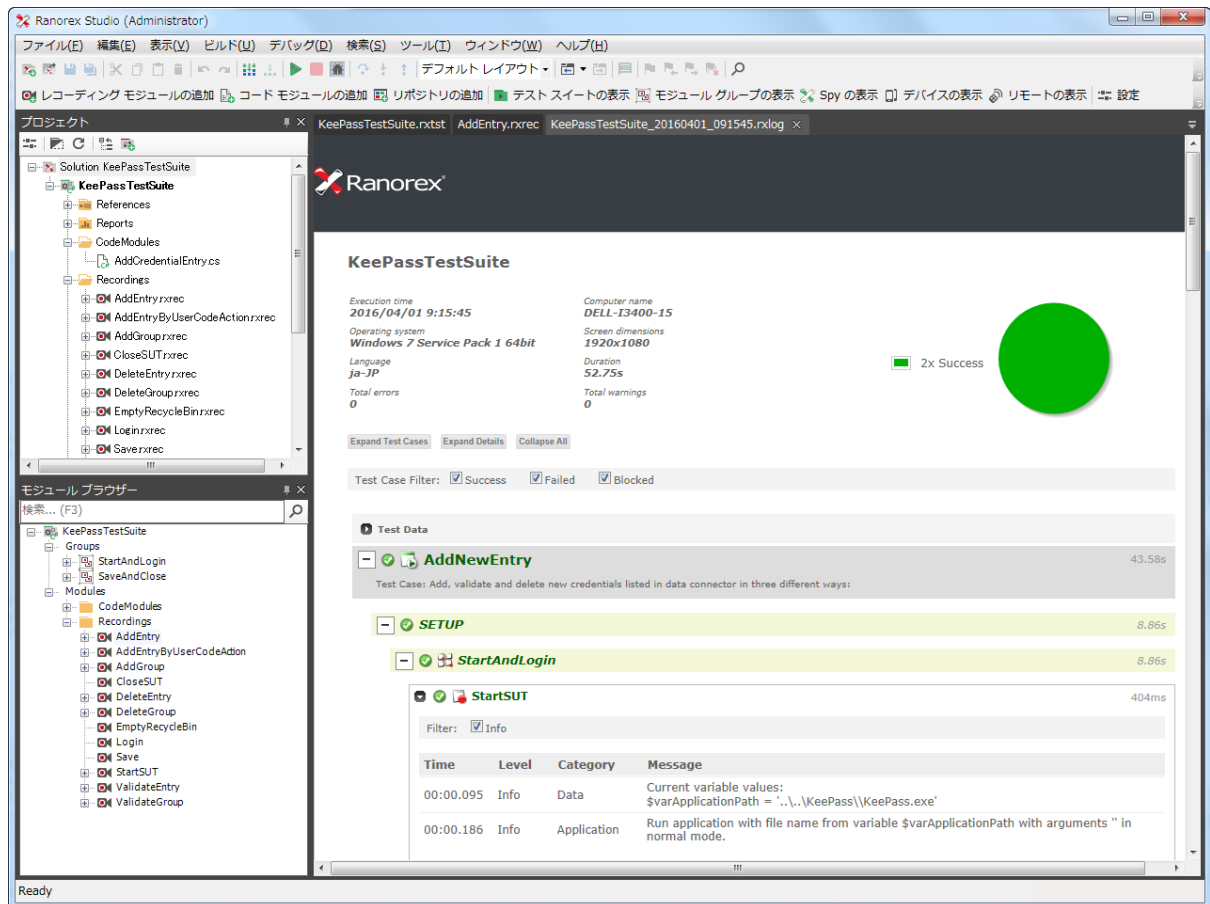 Ranorex Studio (Administrator)
ファイル(F) 編集(E) 表示(V) ビルド(U) デバッグ(D) 検索(S) ツール(T) ウィンドウ(W) ヘルプ(H)
デフォルト レイアウト
レコーディング モジュールの追加 コード モジュールの追加 リポジトリの追加 テスト スイートの表示 モジュール グループの表示 Spy の表示 デバイスの表示 リモートの表示 設定
プロジェクト
Solution KeePassTestSuite
KeePassTestSuite
References
Reports
CodeModules
AddCredentialEntry.cs
Recordings
AddEntry.rxrec
AddEntryByUserCodeAction.rxrec
AddGroup.rxrec
CloseSUT.rxrec
DeleteEntry.rxrec
DeleteGroup.rxrec
EmptyRecycleBin.rxrec
Login.rxrec
Save.rxrec
モジュール ブラウザー
検索... (F3)
KeePassTestSuite
Groups
StartAndLogin
SaveAndClose
Modules
CodeModules
Recordings
AddEntry
AddEntryByUserCodeAction
AddGroup
CloseSUT
DeleteEntry
DeleteGroup
EmptyRecycleBin
Login
Save
StartSUT
ValidateEntry
ValidateGroup
KeePassTestSuite.rxtst AddEntry.rxrec KeePassTestSuite_20160401_091545.rxlog
Ranorex
KeePassTestSuite
Execution time
2016/04/01 9:15:45
Computer name
DELL-I3400-15
Operating system
Windows 7 Service Pack 1 64bit
Screen dimensions
1920x1080
Language
ja-JP
Duration
52.75s
Total errors
0
Total warnings
0
2x Success
Expand Test Cases Expand Details Collapse All
Test Case Filter: Success Failed Blocked
Test Data
AddNewEntry 43.58s
Test Case: Add, validate and delete new credentials listed in data connector in three different ways:
SETUP 8.86s
StartAndLogin 8.86s
StartSUT 404ms
Filter: Info
Time Level Category Message
00:00.095 Info Data Current variable values:
$varApplicationPath = '..\..\KeePass\\KeePass.exe'
00:00.186 Info Application Run application with file name from variable $varApplicationPath with arguments '' in
normal mode.
Ready